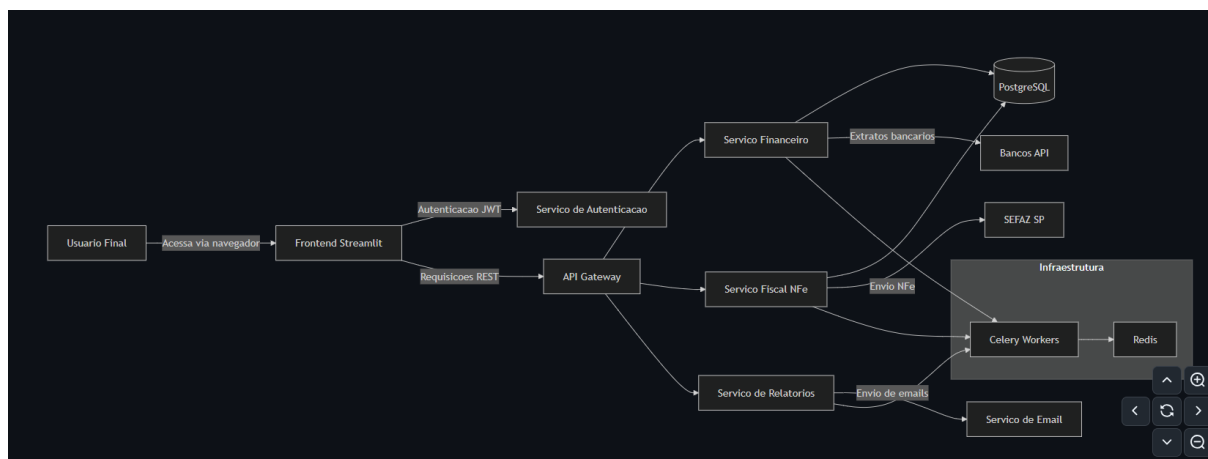 Usuario Final
Acessa via navegador
Frontend Streamlit
Autenticacao JWT
Requisicoes REST
Servico de Autenticacao
API Gateway
Servico Financeiro
Servico Fiscal NFe
Servico de Relatorios
Extratos bancarios
Envio NFe
Envio de emails
PostgreSQL
Bancos API
SEFAZ SP
Infraestrutura
Celery Workers
Redis
Servico de Email